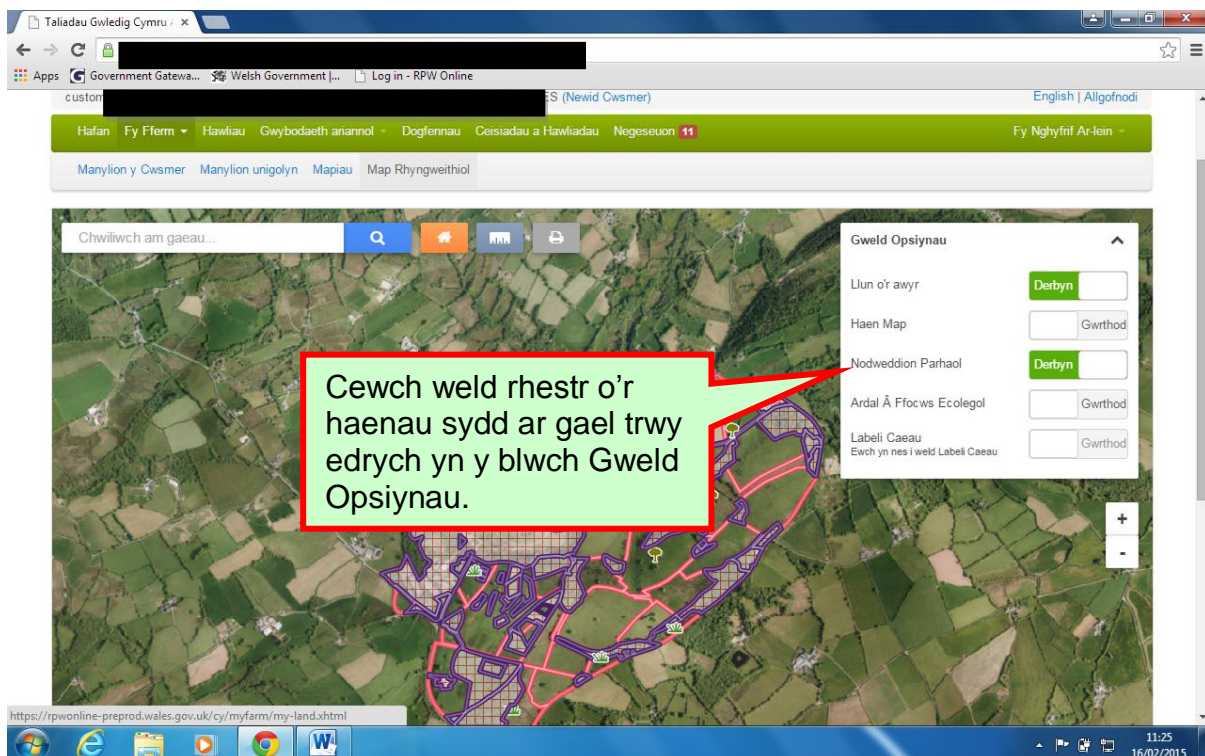 Taliadau Gwledig Cymru /
Apps Government Gatewa... Welsh Government |... Log in - RPW Online
custom ES (Newid Cwsmer) English | Allgofnodi
Hafan Fy Fferm Hawliau Gwybodaeth ariannol Dogfennau Ceisiadau a Hawliadau Negeseuon 11 Fy Nghyfrif Ar-lein
Manylion y Cwsmer Manylion unigolyn Mapiau Map Rhyngweithiol
Chwiliwch am gaeau...
Gweld Opsiynau
Llun o'r awyr Derbyn
Haen Map Gwrthod
Nodweddion Parhaol Derbyn
Ardal Â Ffocws Ecolegol Gwrthod
Labeli Caeau Gwrthod
Ewch yn nes i weld Labeli Caeau
Cewch weld rhestr o'r
haenau sydd ar gael trwy
edrych yn y blwch Gweld
Opsiynau.
+
-
https://rpwonline-preprod.wales.gov.uk/cy/myfarm/my-land.xhtml
11:25
16/02/2015